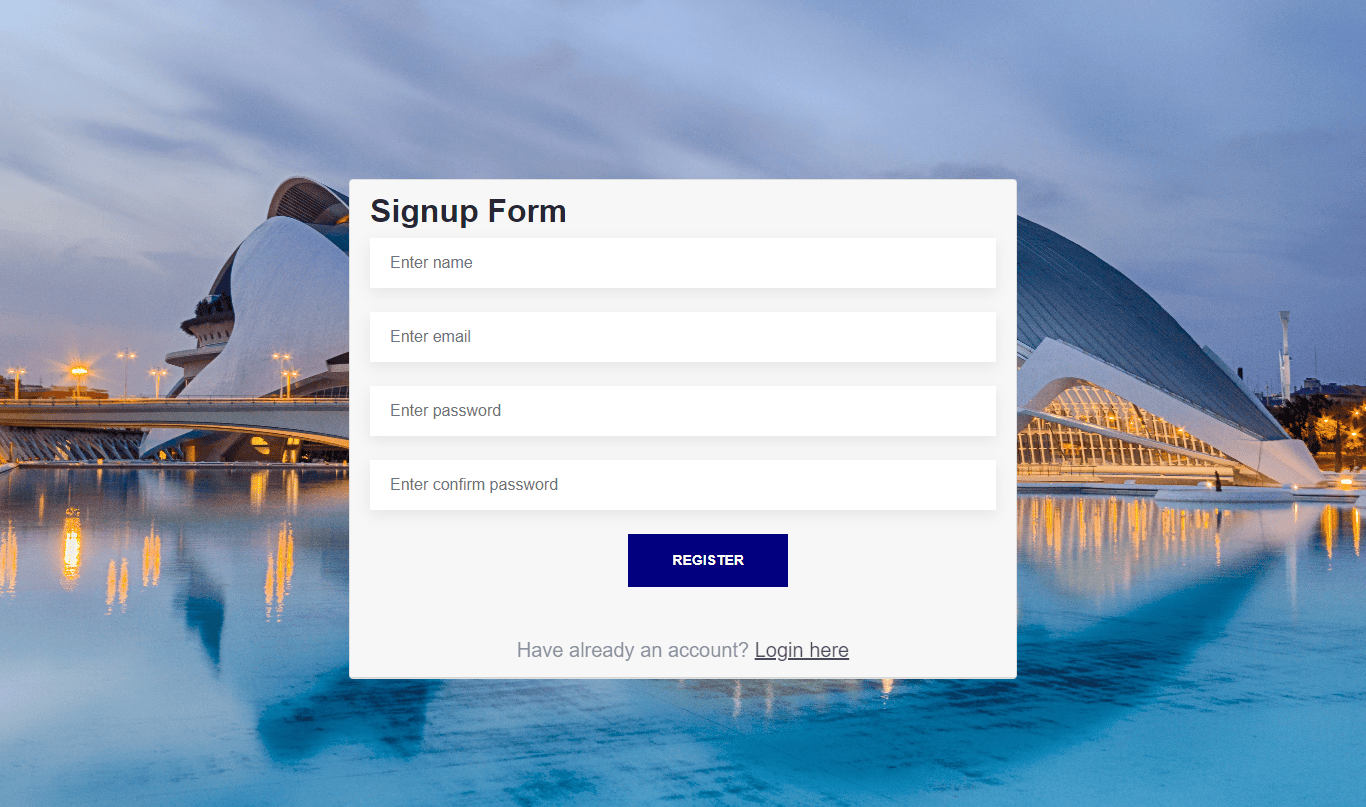 Signup Form
Enter name
Enter email
Enter password
Enter confirm password
REGISTER
Have already an account? Login here